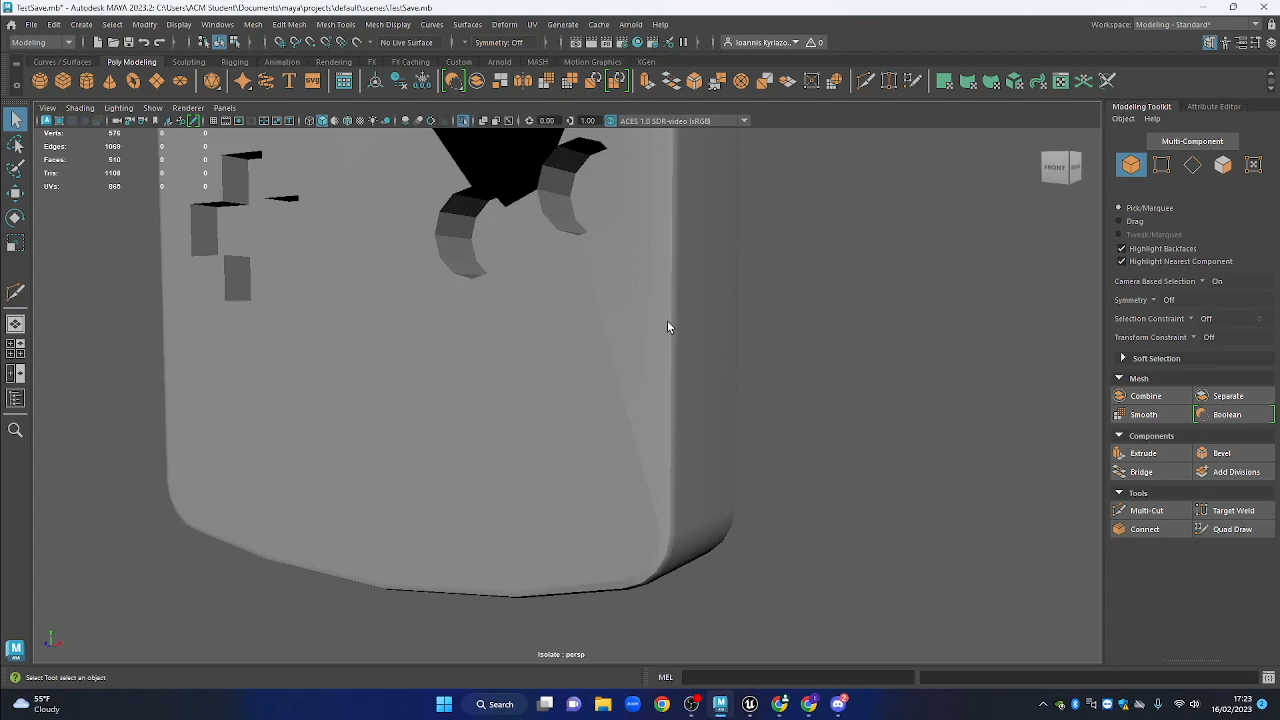 TestSave.mb* - Autodesk MAYA 2023.2: C:\Users\ACM Student\Documents\maya\projects\default\scenes\TestSave.mb
File Edit Create Select Modify Display Windows Mesh Edit Mesh Mesh Tools Mesh Display Curves Surfaces Deform UV Generate Cache Arnold Help
Workspace: Modeling - Standard*
Modeling No Live Surface Symmetry: Off Ioannis Kyriazo.. 0
Curves / Surfaces Poly Modeling Sculpting Rigging Animation Rendering FX FX Caching Custom Arnold MASH Motion Graphics XGen
SVG
View Shading Lighting Show Renderer Panels
0.00 1.00 ACES 1.0 SDR-video (sRGB)
Verts: 576 0 0
Edges: 1069 0 0
Faces: 510 0 0
Tris: 1108 0 0
UVs: 868 0 0
FRONT
Isolate : persp
Modeling Toolkit Attribute Editor
Object Help
Multi-Component
Pick/Marquee
Drag
Tweak/Marquee
Highlight Backfaces
Highlight Nearest Component
Camera Based Selection On
Symmetry Off
Selection Constraint Off 0
Transform Constraint Off
Soft Selection
Mesh
Combine Separate
Smooth Boolean
Components
Extrude Bevel
Bridge Add Divisions
Tools
Multi-Cut Target Weld
Connect Quad Draw
Select Tool: select an object
MEL
55°F
Cloudy
Search
zoom
2
17:23
16/02/2023